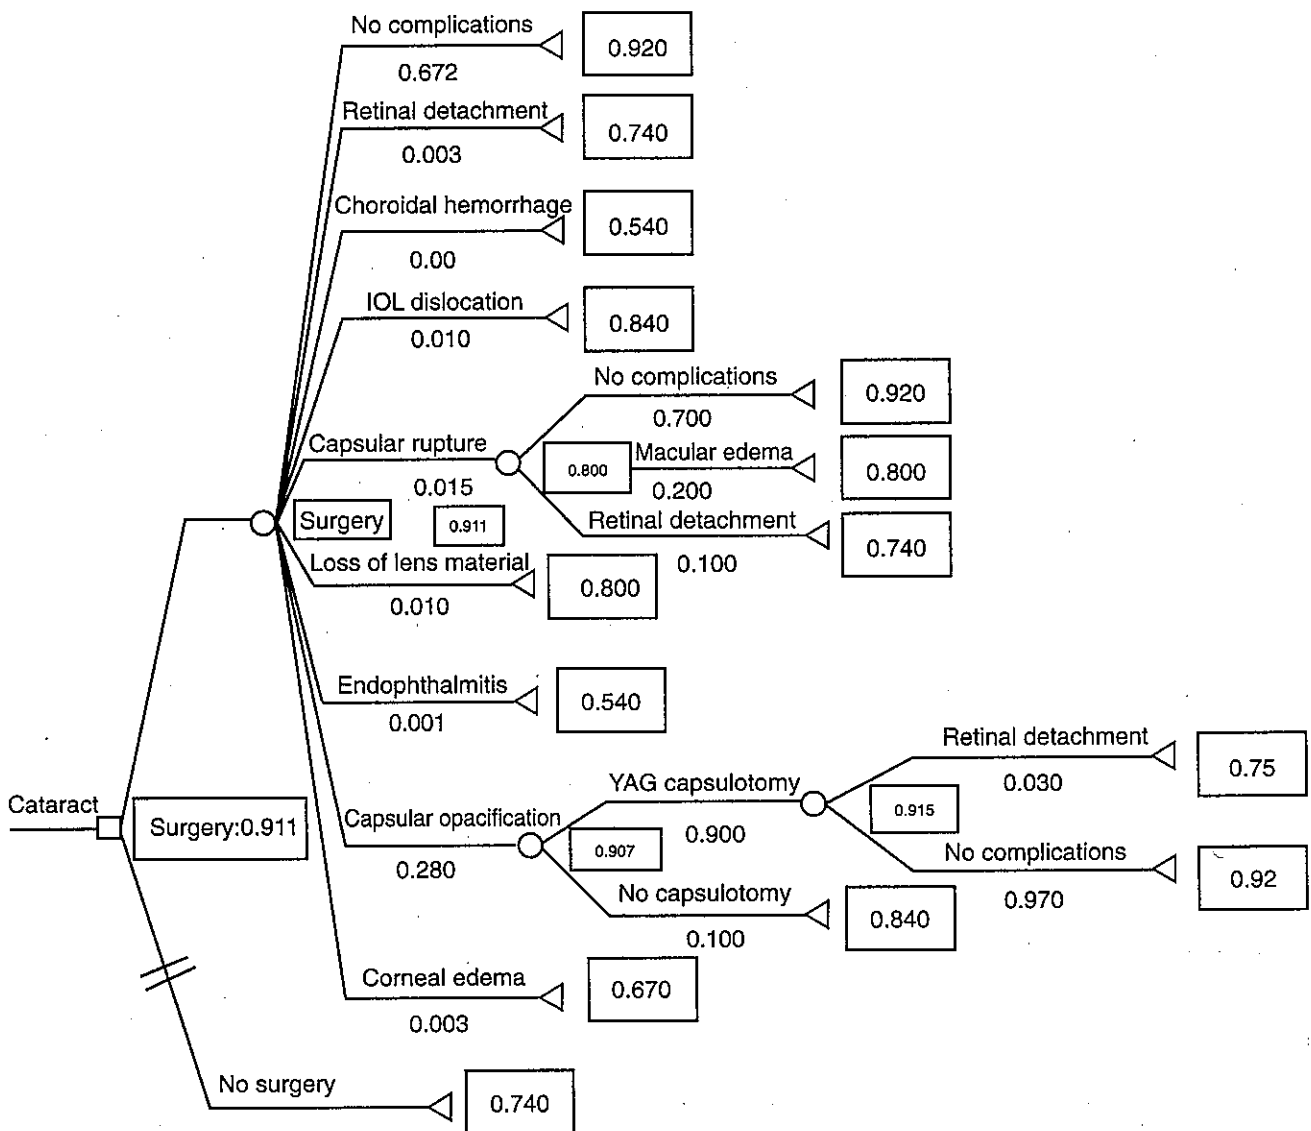 No complications
0.920
0.672
Retinal detachment
0.740
0.003
Choroidal hemorrhage
0.540
0.00
IOL dislocation
0.840
0.010
No complications
0.920
0.700
Capsular rupture
0.800
Macular edema
0.800
0.015
0.200
Surgery
0.911
Retinal detachment
0.740
0.100
Loss of lens material
0.800
0.010
Endophthalmitis
0.540
0.001
Retinal detachment
0.75
0.030
YAG capsulotomy
0.915
0.900
Cataract
Surgery:0.911
Capsular opacification
0.907
0.280
No complications
0.92
0.970
No capsulotomy
0.840
0.100
Corneal edema
0.670
0.003
No surgery
0.740